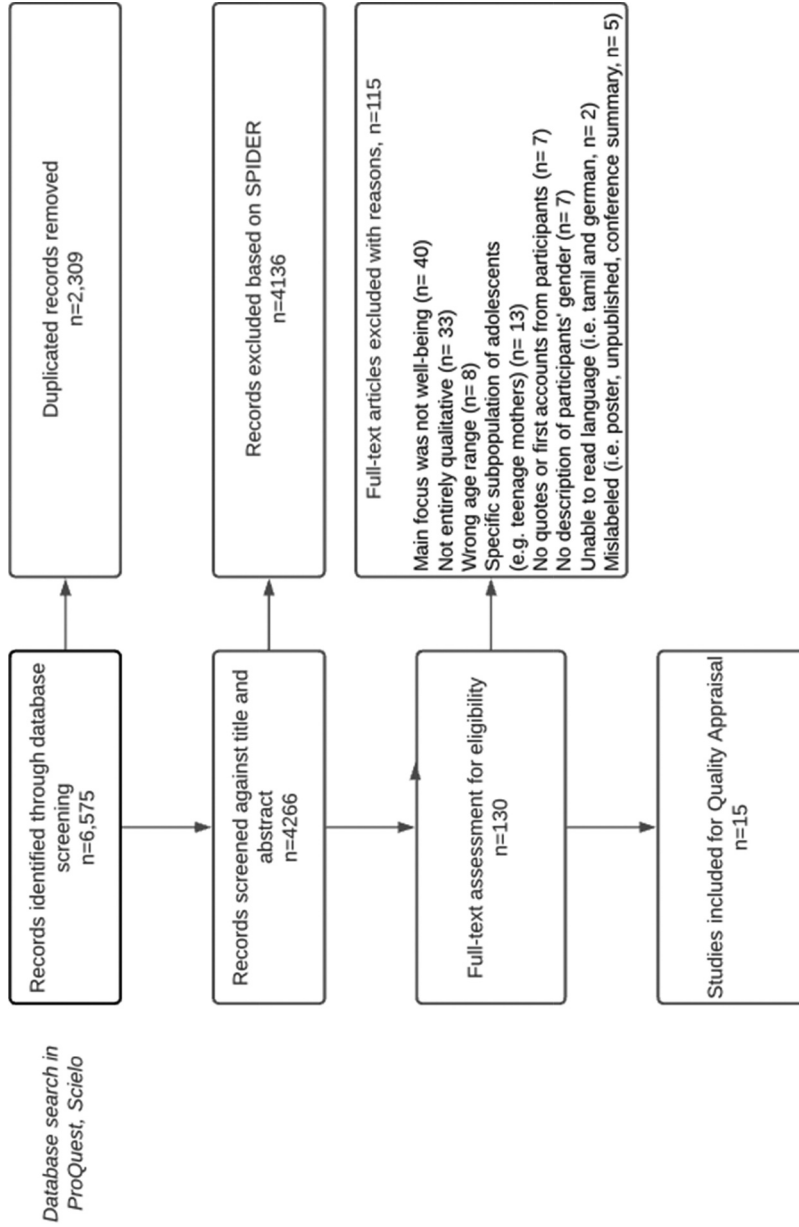 Database search in
ProQuest, Scielo
Records identified through database
screening
n=6,575
Duplicated records removed
n=2,309
Records screened against title and
abstract
n=4266
Records excluded based on SPIDER
n=4136
Full-text assessment for eligibility
n=130
Full-text articles excluded with reasons, n=115
Main focus was not well-being (n= 40)
Not entirely qualitative (n= 33)
Wrong age range (n= 8)
Specific subpopulation of adolescents
(e.g. teenage mothers) (n= 13)
No quotes or first accounts from participants (n= 7)
No description of participants' gender (n= 7)
Unable to read language (i.e. tamil and german, n= 2)
Mislabeled (i.e. poster, unpublished, conference summary, n= 5)
Studies included for Quality Appraisal
n=15